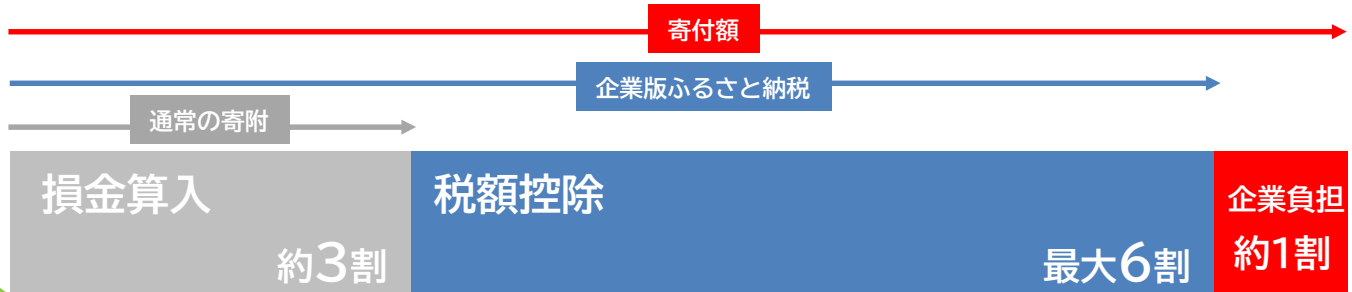 寄付額
企業版ふるさと納税
通常の寄附
損金算入
約3割
税額控除
最大6割
企業負担
約1割